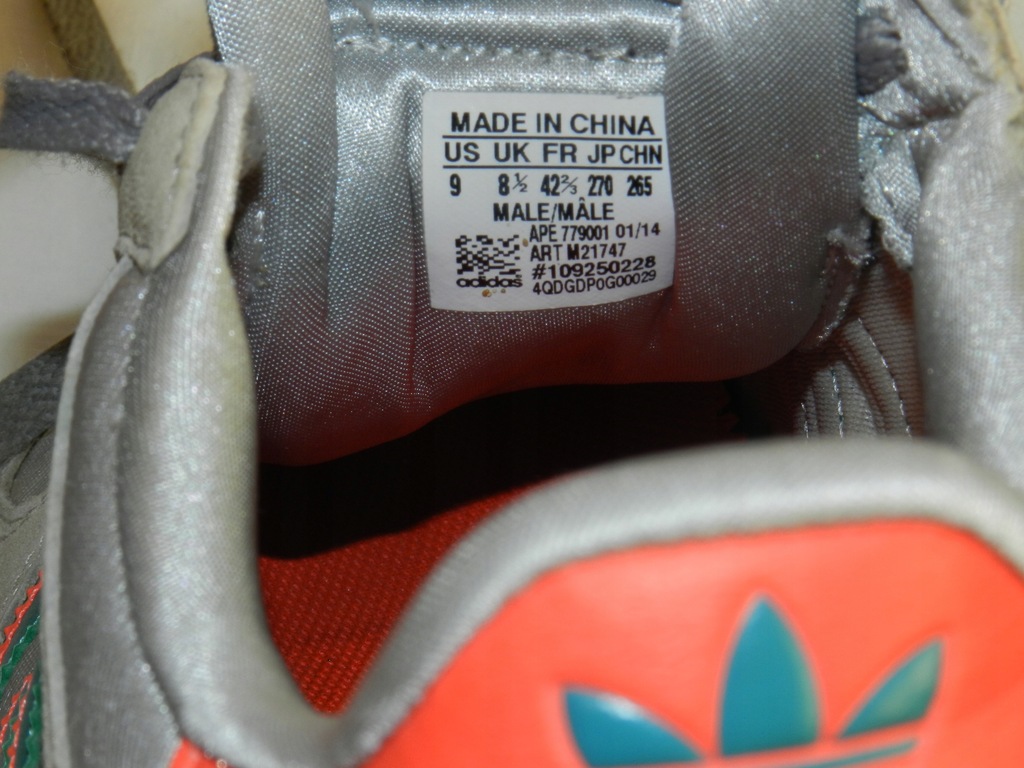 MADE IN CHINA
US UK FR JP CHN
9 8½ 42⅔ 270 265
MALE/MÂLE
APE 779001 01/14
ART M21747
#109250228
4QDGDP0G00029
adidas